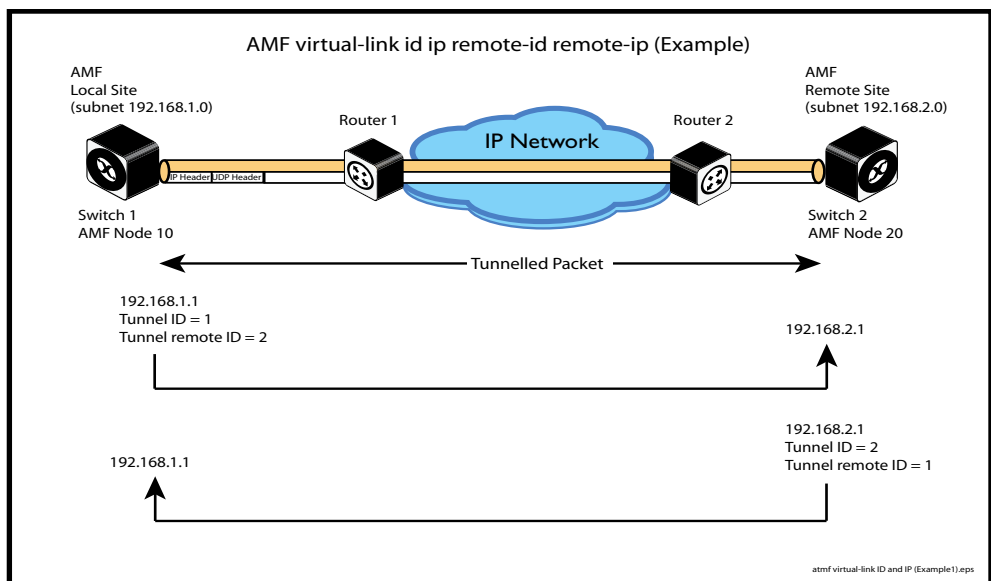 AMF virtual-link id ip remote-id remote-ip (Example)
AMF
Local Site
(subnet 192.168.1.0)
AMF
Remote Site
(subnet 192.168.2.0)
Router 1
IP Network
Router 2
IP Header
UDP Header
Switch 1
AMF Node 10
Switch 2
AMF Node 20
Tunnelled Packet
192.168.1.1
Tunnel ID = 1
Tunnel remote ID = 2
192.168.2.1
192.168.2.1
Tunnel ID = 2
Tunnel remote ID = 1
192.168.1.1
atmf virtual-link ID and IP (Example1).eps